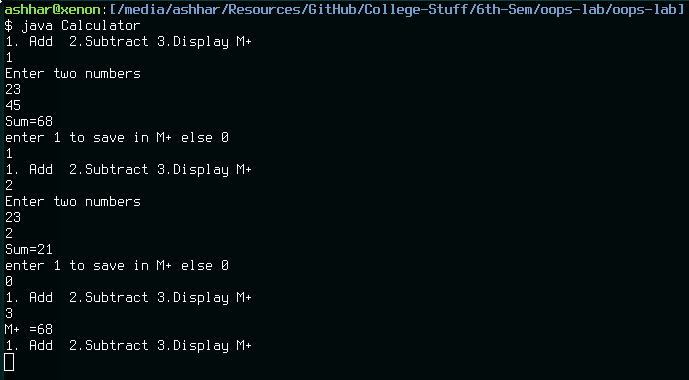 ashhar@xenon:[/media/ashhar/Resources/GitHub/College-Stuff/6th-Sem/oops-lab/oops-lab]
$ java Calculator
1. Add  2.Subtract 3.Display M+
1
Enter two numbers
23
45
Sum=68
enter 1 to save in M+ else 0
1
1. Add  2.Subtract 3.Display M+
2
Enter two numbers
23
2
Sum=21
enter 1 to save in M+ else 0
0
1. Add  2.Subtract 3.Display M+
3
M+ =68
1. Add  2.Subtract 3.Display M+